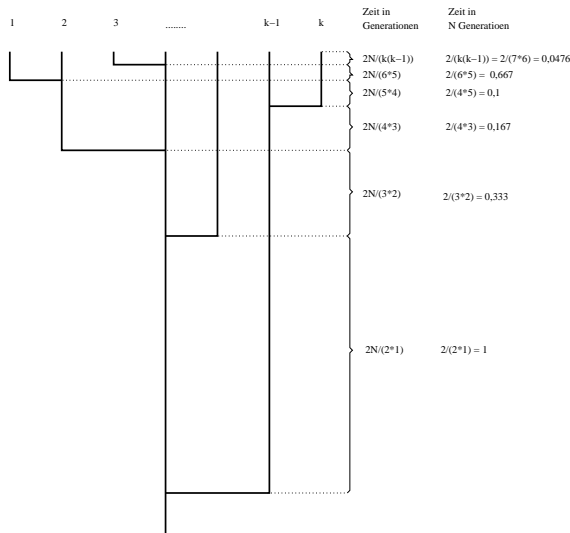 1 2 3 ........ k−1 k
Zeit in Generationen
Zeit in N Generatioen
2N/(k(k−1)) 2/(k(k−1)) = 2/(7*6) = 0,0476
2N/(6*5) 2/(6*5) = 0,667
2N/(5*4) 2/(4*5) = 0,1
2N/(4*3) 2/(4*3) = 0,167
2N/(3*2) 2/(3*2) = 0,333
2N/(2*1) 2/(2*1) = 1